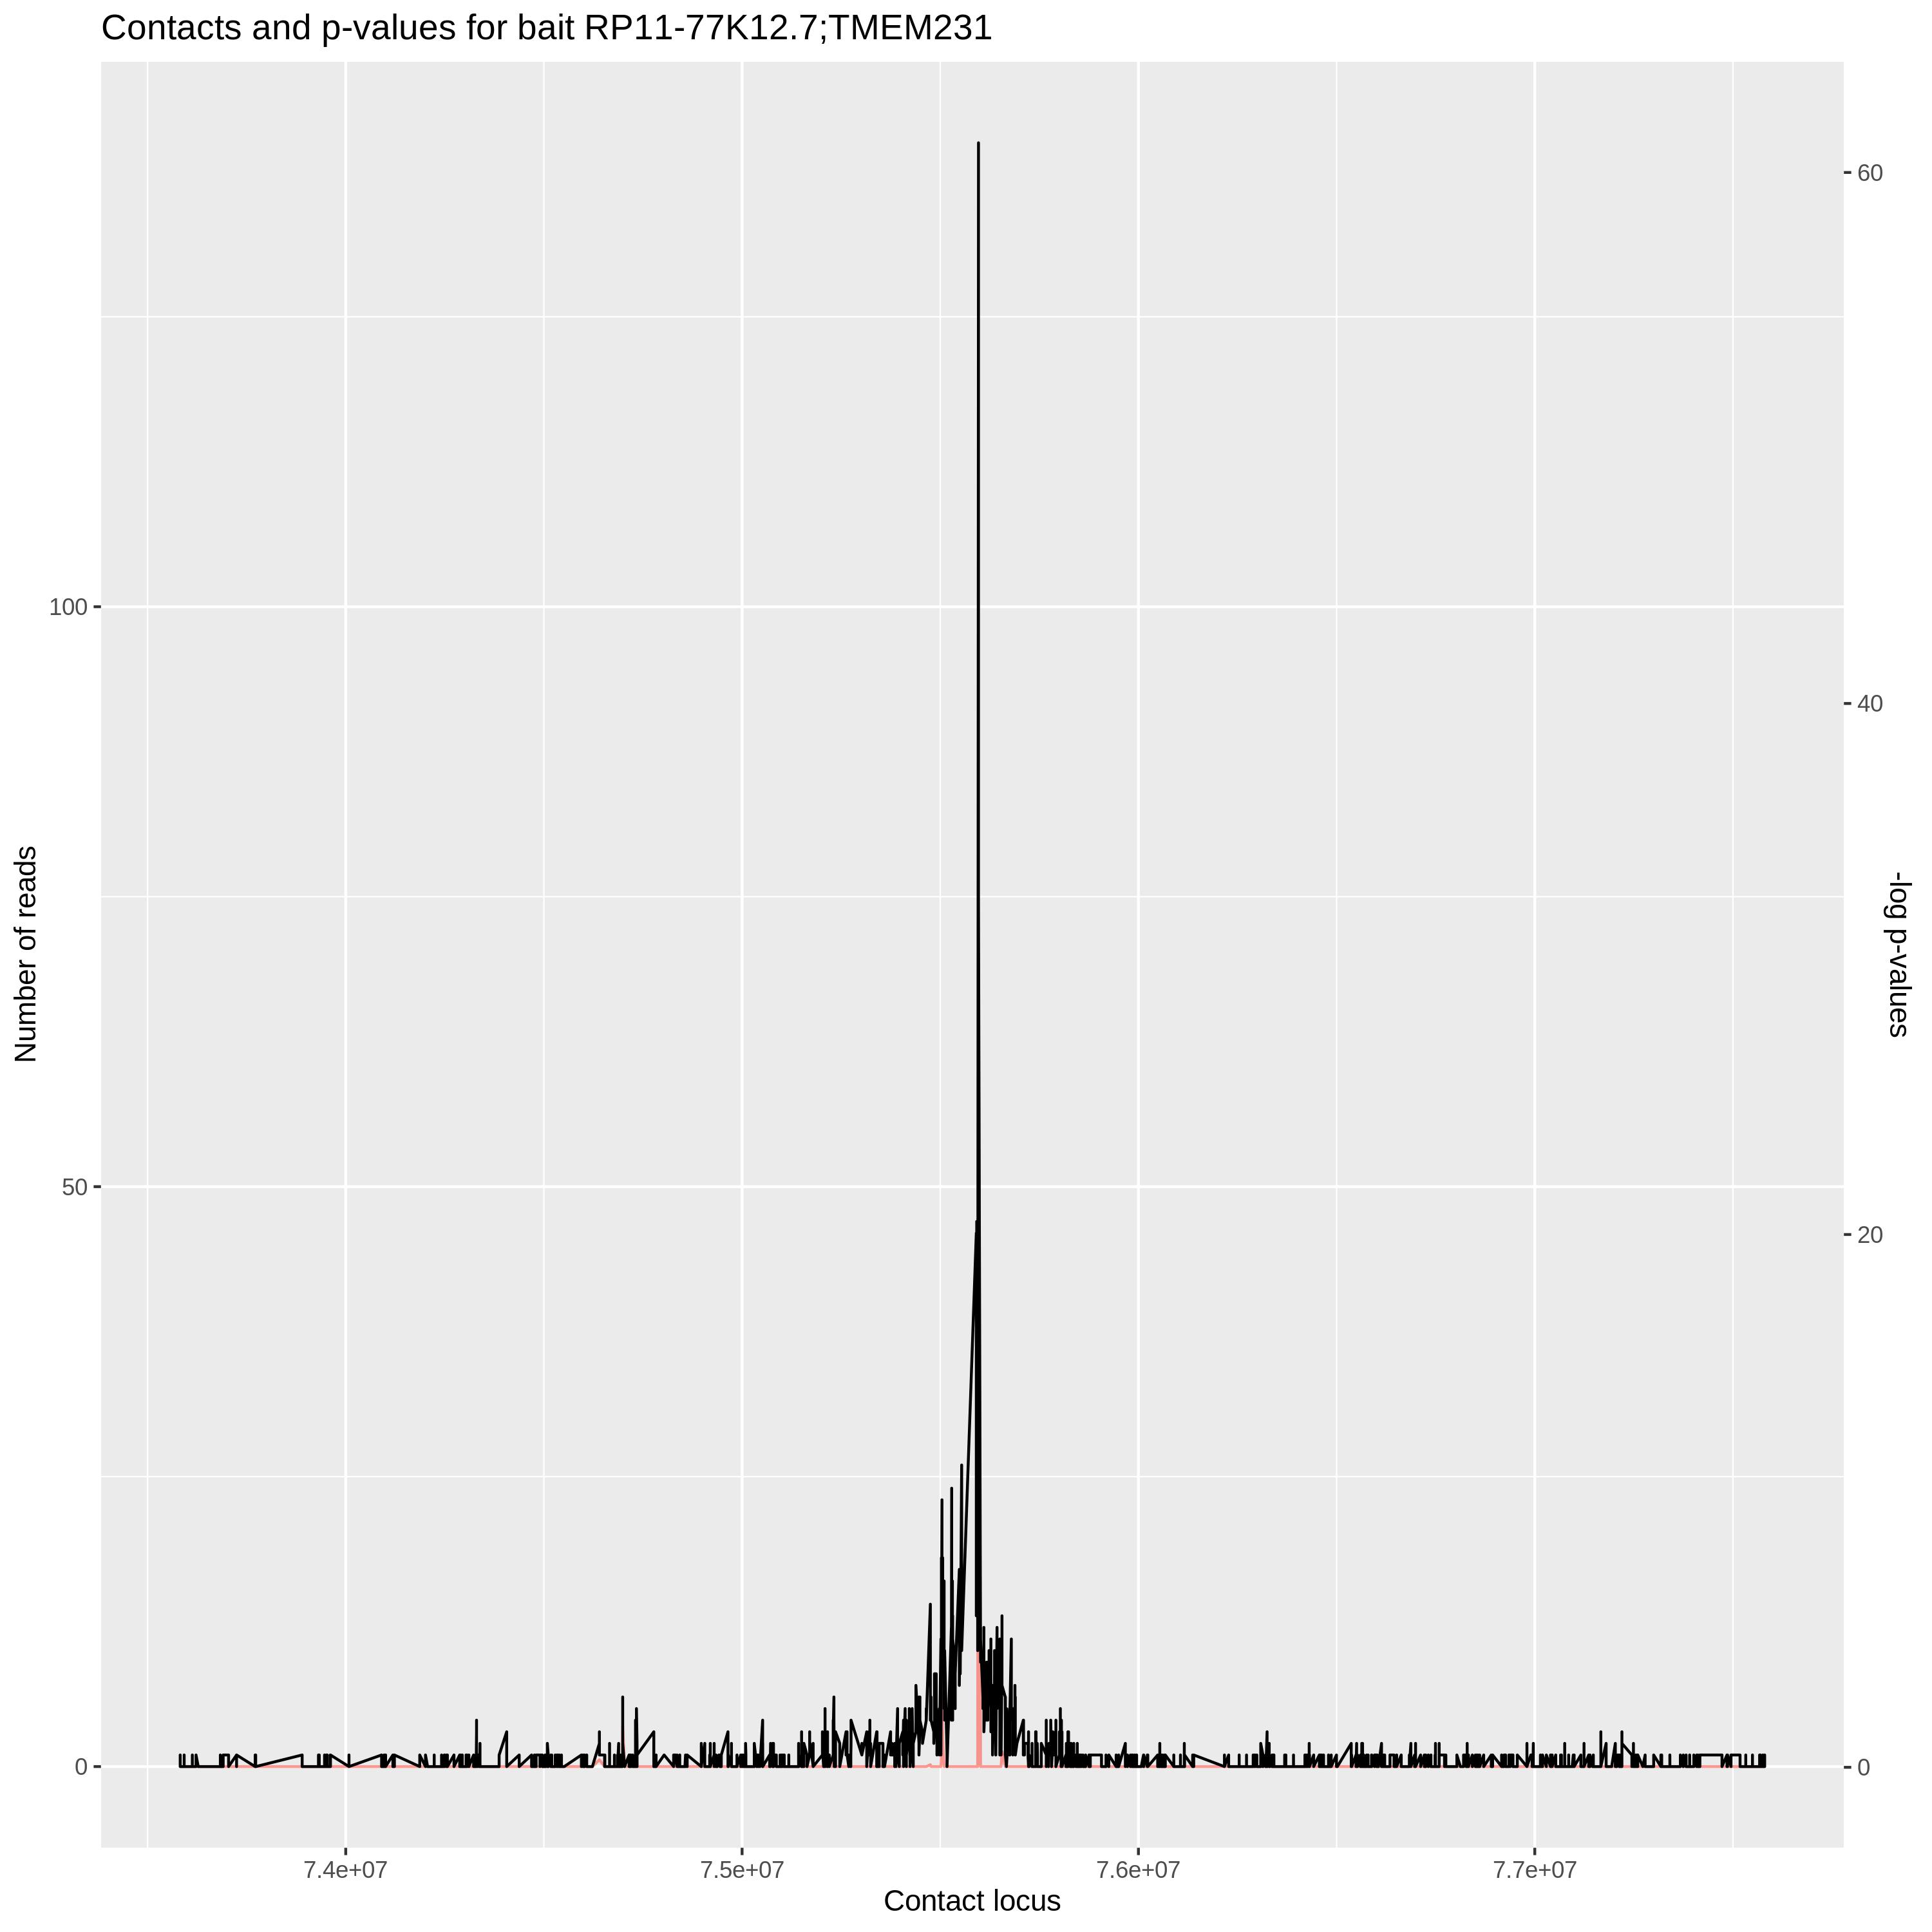 Contacts and p-values for bait RP11-77K12.7;TMEM231
Number of reads
100
50
0
60
40
20
0
-log p-values
7.4e+07 7.5e+07 7.6e+07 7.7e+07
Contact locus